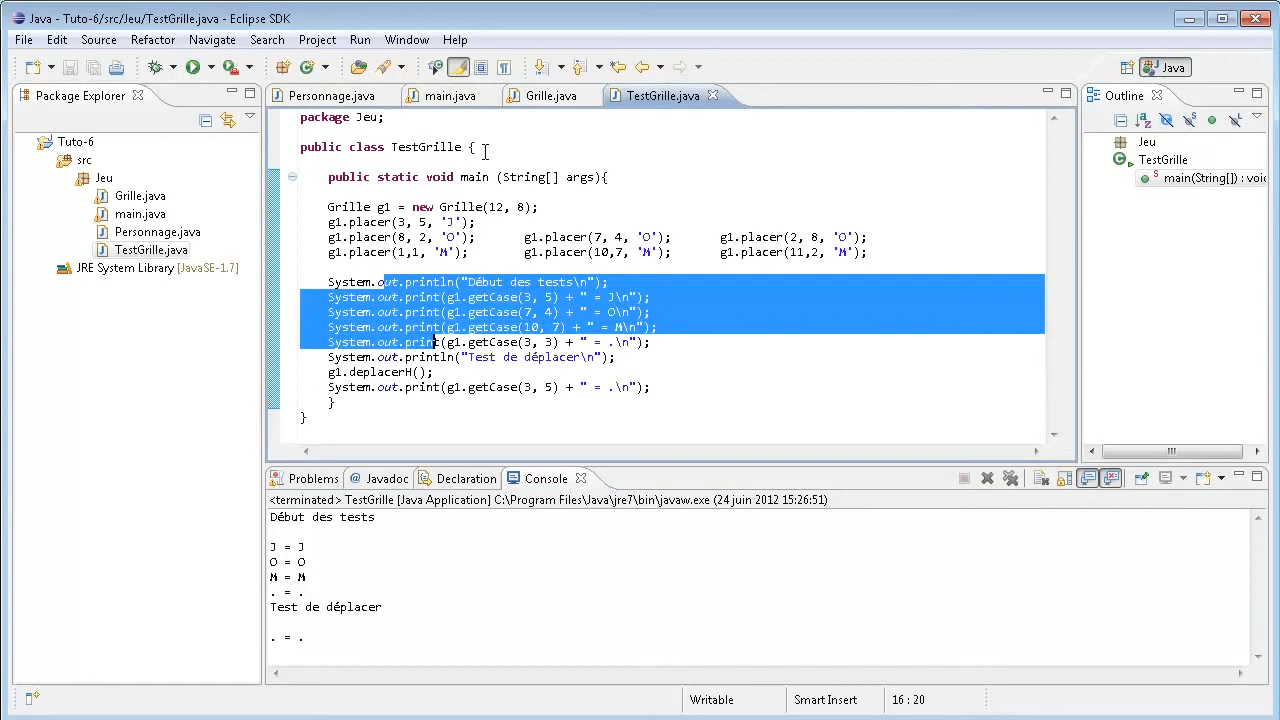 Java - Tuto-6/src/Jeu/TestGrille.java - Eclipse SDK
File Edit Source Refactor Navigate Search Project Run Window Help
Java
Package Explorer
Personnage.java main.java Grille.java TestGrille.java
Outline
Tuto-6
src
Jeu
Grille.java
main.java
Personnage.java
TestGrille.java
JRE System Library [JavaSE-1.7]
package Jeu;
public class TestGrille {
public static void main (String[] args){
Grille g1 = new Grille(12, 8);
g1.placer(3, 5, 'J');
g1.placer(8, 2, 'O'); g1.placer(7, 4, 'O'); g1.placer(2, 8, 'O');
g1.placer(1,1, 'M'); g1.placer(10,7, 'M'); g1.placer(11,2, 'M');
System.out.println("Début des tests\n");
System.out.print(g1.getCase(3, 5) + " = J\n");
System.out.print(g1.getCase(7, 4) + " = O\n");
System.out.print(g1.getCase(10, 7) + " = M\n");
System.out.print(g1.getCase(3, 3) + " = .\n");
System.out.println("Test de déplacer\n");
g1.deplacerH();
System.out.print(g1.getCase(3, 5) + " = .\n");
}
}
Jeu
TestGrille
main(String[]) : voi
Problems Javadoc Declaration Console
<terminated> TestGrille [Java Application] C:\Program Files\Java\jre7\bin\javaw.exe (24 juin 2012 15:26:51)
Début des tests
J = J
O = O
M = M
. = .
Test de déplacer
. = .
Writable Smart Insert 16 : 20